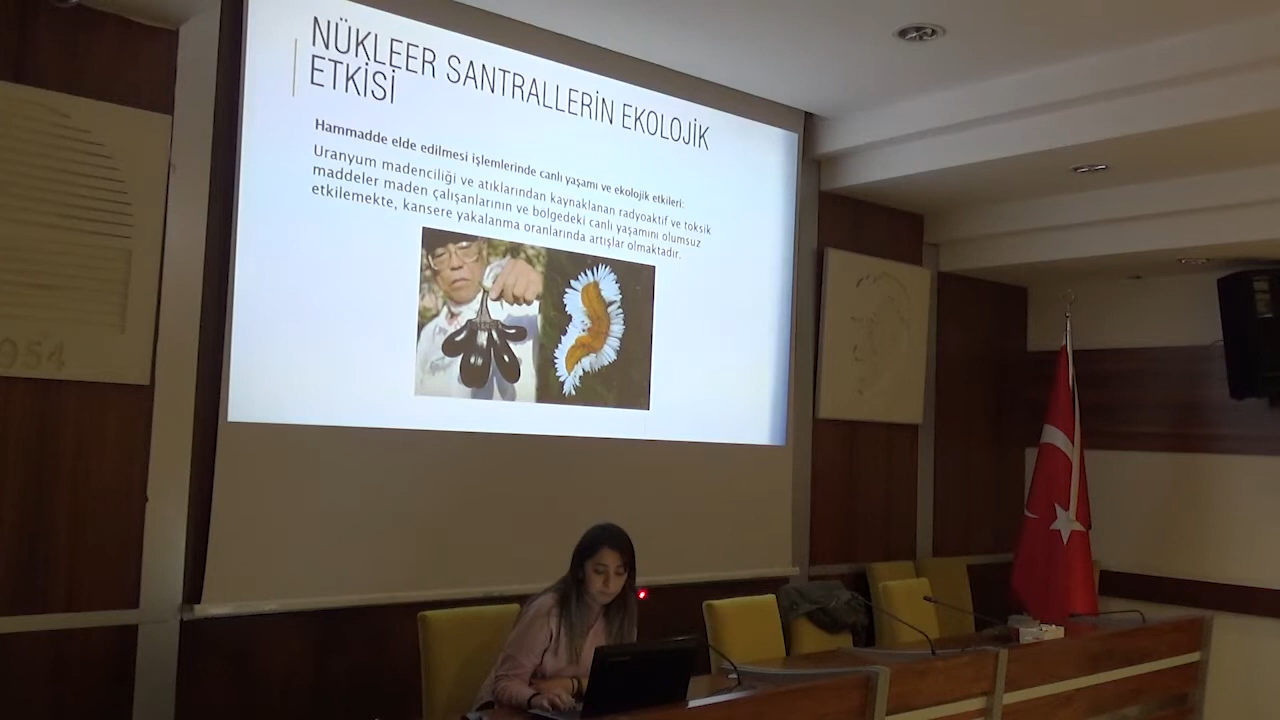 NÜKLEER SANTRALLERİN EKOLOJİK
ETKİSİ
Hammadde elde edilmesi işlemlerinde canlı yaşamı ve ekolojik etkileri:
Uranyum madenciliği ve atıklarından kaynaklanan radyoaktif ve toksik
maddeler maden çalışanlarının ve bölgedeki canlı yaşamını olumsuz
etkilemekte, kansere yakalanma oranlarında artışlar olmaktadır.
1954